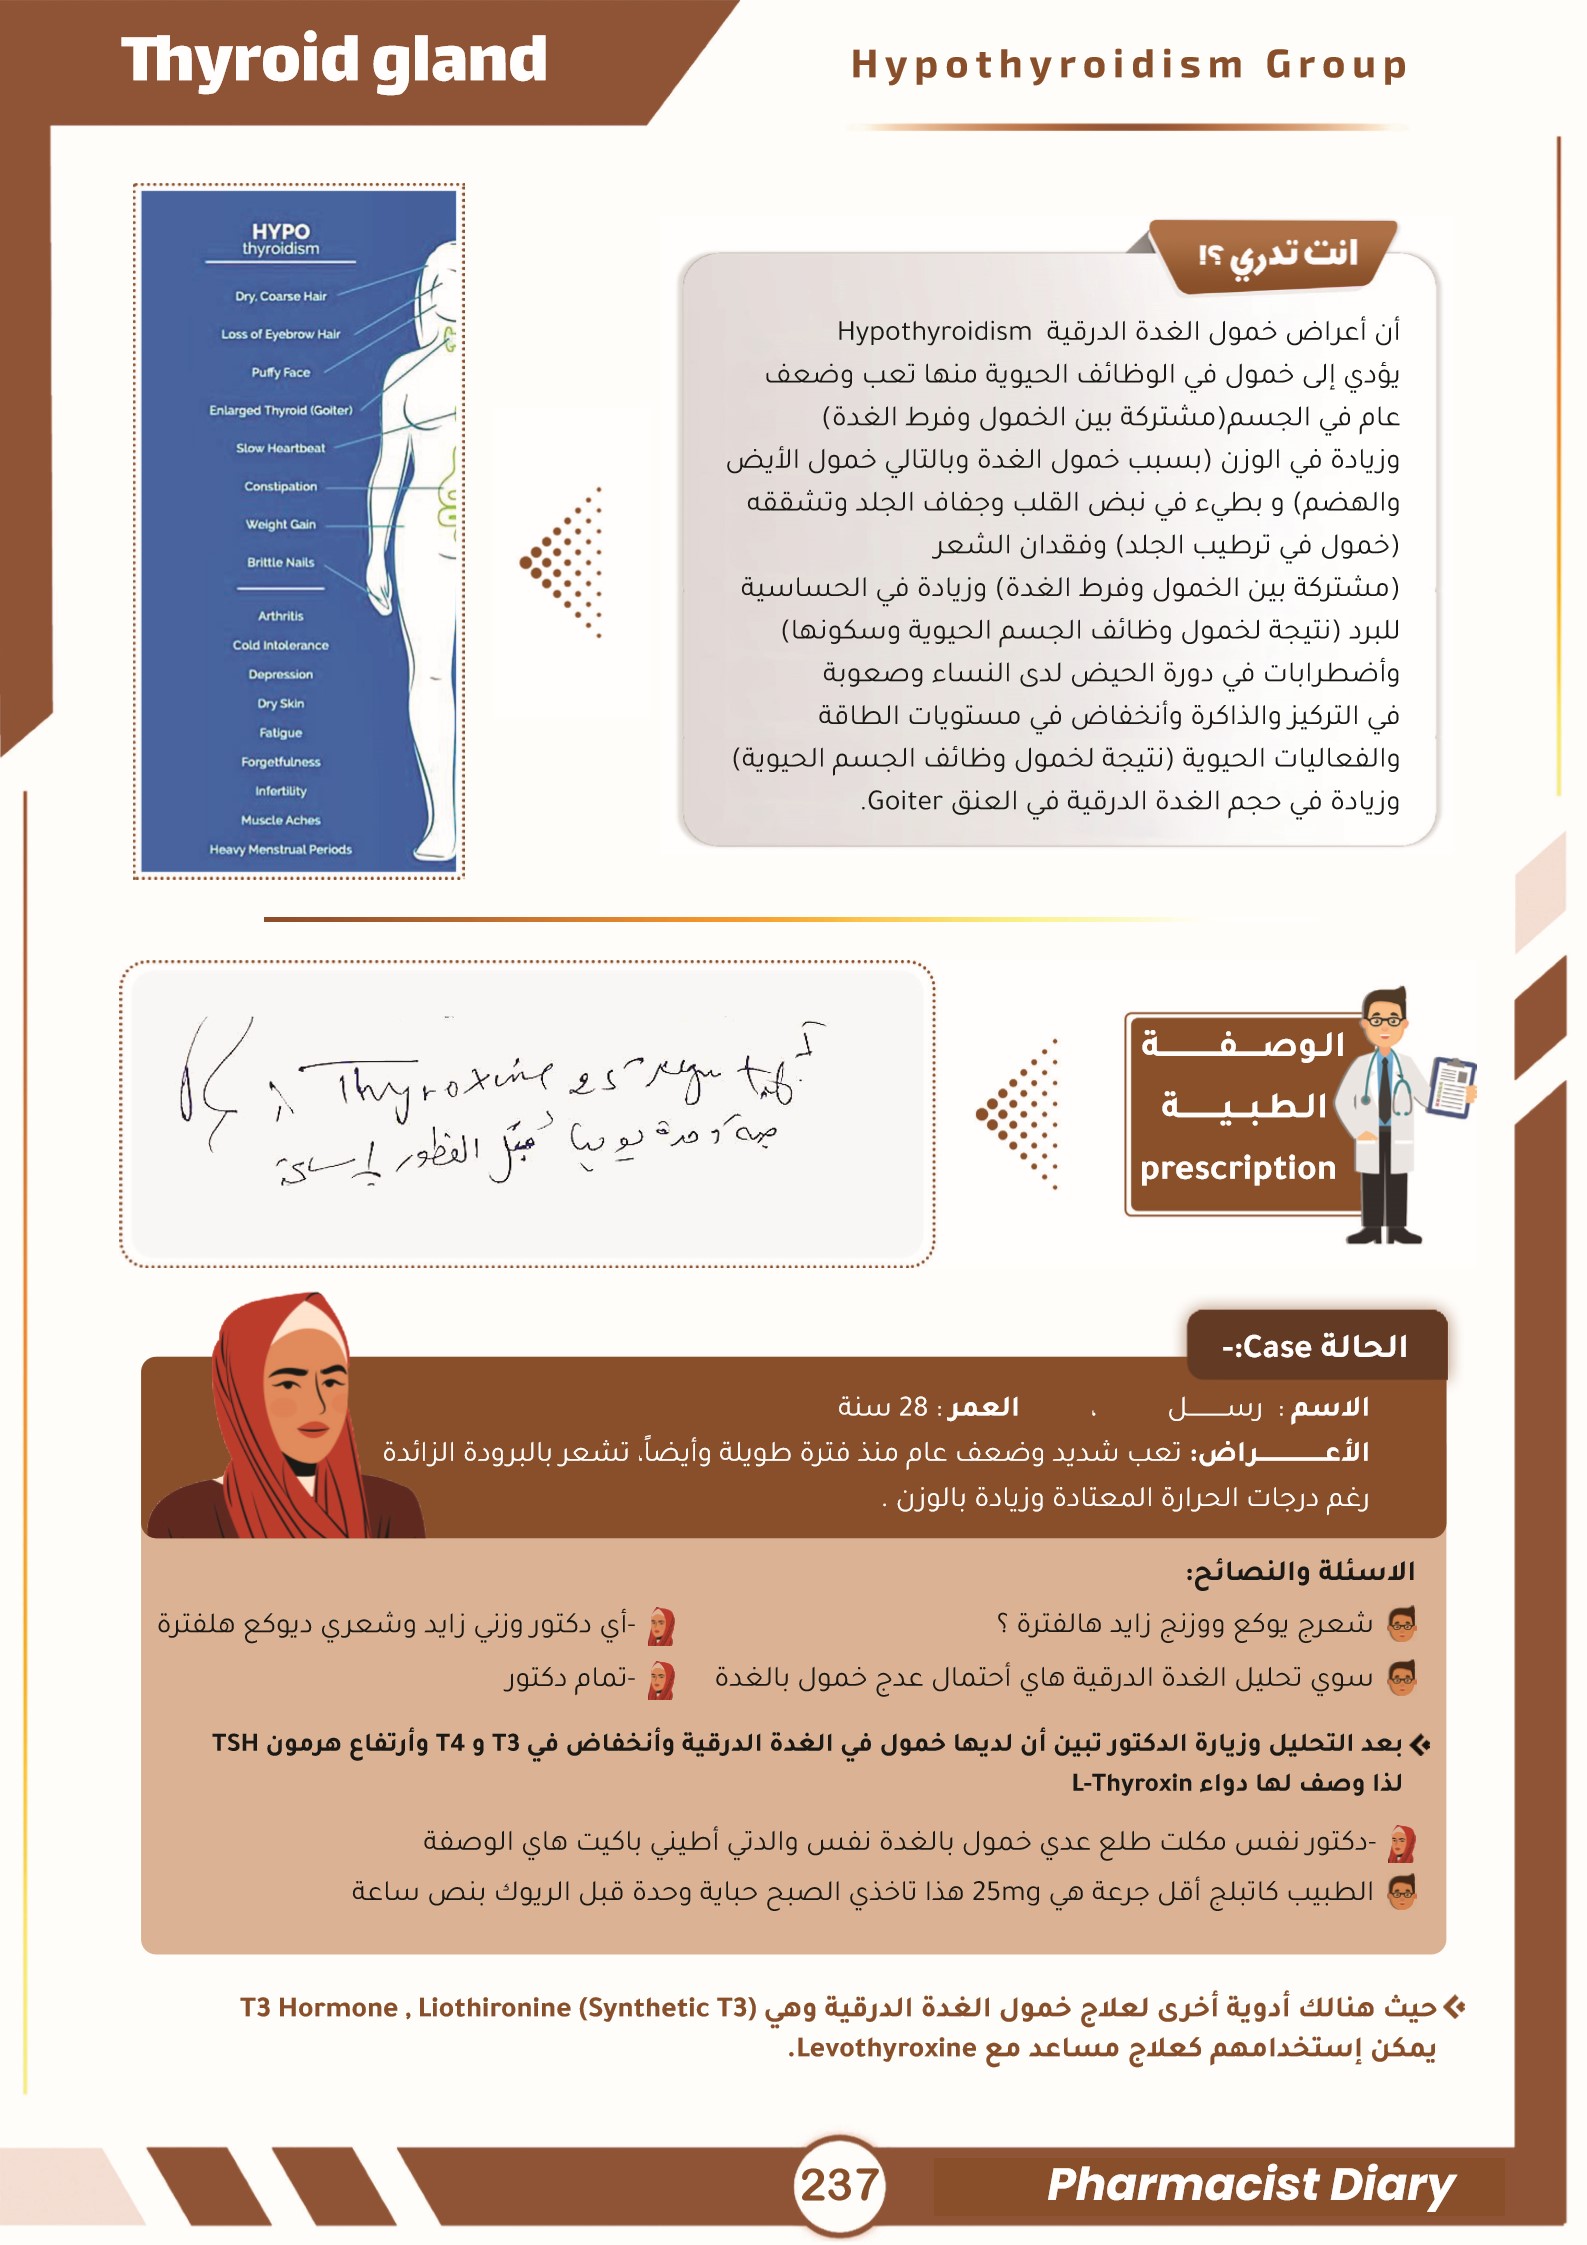 Thyroid gland
Hypothyroidism Group
HYPO
thyroidism
Dry, Coarse Hair
Loss of Eyebrow Hair
Puffy Face
Enlarged Thyroid (Goiter)
Slow Heartbeat
Constipation
Weight Gain
Brittle Nails
Arthritis
Cold Intolerance
Depression
Dry Skin
Fatigue
Forgetfulness
Infertility
Muscle Aches
Heavy Menstrual Periods
انت تدري ؟!
أن أعراض خمول الغدة الدرقية Hypothyroidism
يؤدي إلى خمول في الوظائف الحيوية منها تعب وضعف
عام في الجسم(مشتركة بين الخمول وفرط الغدة)
وزيادة في الوزن (بسبب خمول الغدة وبالتالي خمول الأيض
والهضم) و بطيء في نبض القلب وجفاف الجلد وتشققه
(خمول في ترطيب الجلد) وفقدان الشعر
(مشتركة بين الخمول وفرط الغدة) وزيادة في الحساسية
للبرد (نتيجة لخمول وظائف الجسم الحيوية وسكونها)
وأضطرابات في دورة الحيض لدى النساء وصعوبة
في التركيز والذاكرة وأنخفاض في مستويات الطاقة
والفعاليات الحيوية (نتيجة لخمول وظائف الجسم الحيوية)
وزيادة في حجم الغدة الدرقية في العنق Goiter.
الوصفة
الطبية
prescription
Thyroxine 25 tab
وحدة يوميا قبل الفطور
الحالة Case:-
الاسم : رسل ، العمر : 28 سنة
الأعراض: تعب شديد وضعف عام منذ فترة طويلة وأيضاً، تشعر بالبرودة الزائدة
رغم درجات الحرارة المعتادة وزيادة بالوزن .
الاسئلة والنصائح:
شعرج يوكع ووزنج زايد هالفترة ؟
-أي دكتور وزني زايد وشعري ديوكع هلفترة
سوي تحليل الغدة الدرقية هاي أحتمال عدج خمول بالغدة
-تمام دكتور
بعد التحليل وزيارة الدكتور تبين أن لديها خمول في الغدة الدرقية وأنخفاض في T3 و T4 وأرتفاع هرمون TSH
لذا وصف لها دواء L-Thyroxin
-دكتور نفس مكلت طلع عدي خمول بالغدة نفس والدتي أطيني باكيت هاي الوصفة
الطبيب كاتبلج أقل جرعة هي 25mg هذا تاخذي الصبح حباية وحدة قبل الريوك بنص ساعة
حيث هنالك أدوية أخرى لعلاج خمول الغدة الدرقية وهي T3 Hormone , Liothironine (Synthetic T3)
يمكن إستخدامهم كعلاج مساعد مع Levothyroxine.
237
Pharmacist Diary